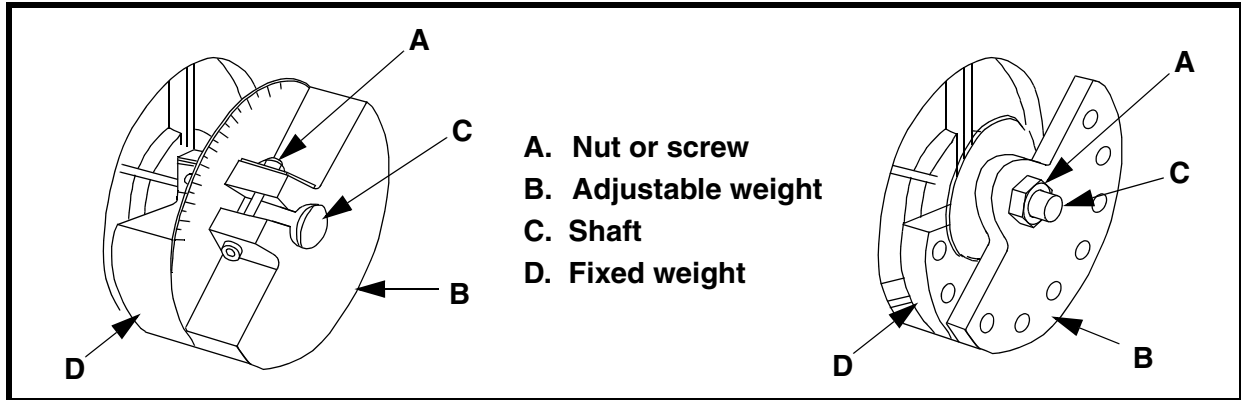 A
C
B
D
A. Nut or screw
B. Adjustable weight
C. Shaft
D. Fixed weight
A
C
B
D